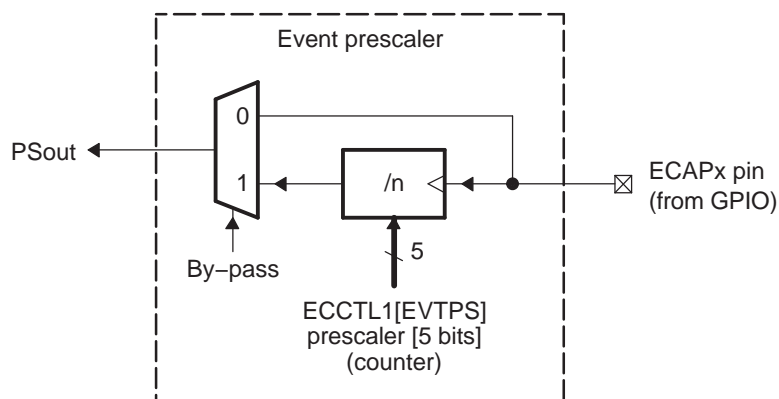 Event prescaler
0
PSout
1
/n
ECAPx pin
(from GPIO)
5
By−pass
ECCTL1[EVTPS]
prescaler [5 bits]
(counter)